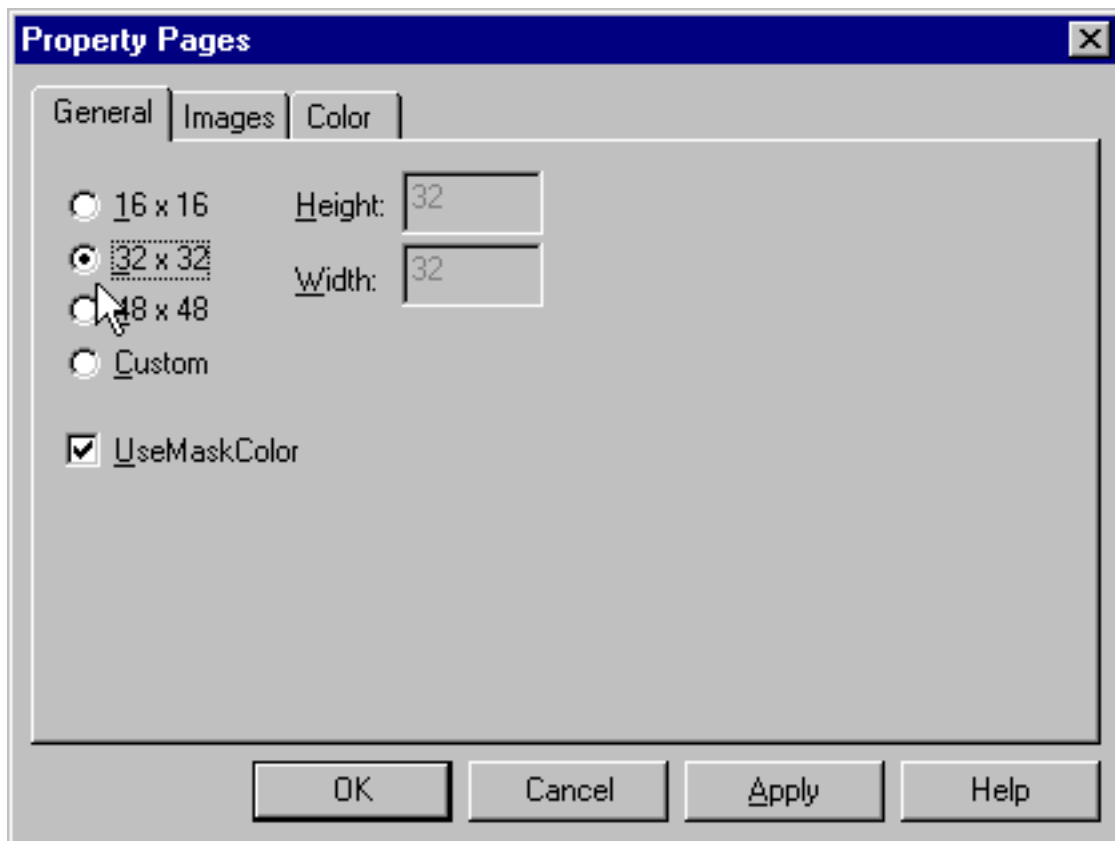 Property Pages
General Images Color
16 x 16 Height: 32
32 x 32
Width: 32
48 x 48
Custom
UseMaskColor
OK Cancel Apply Help